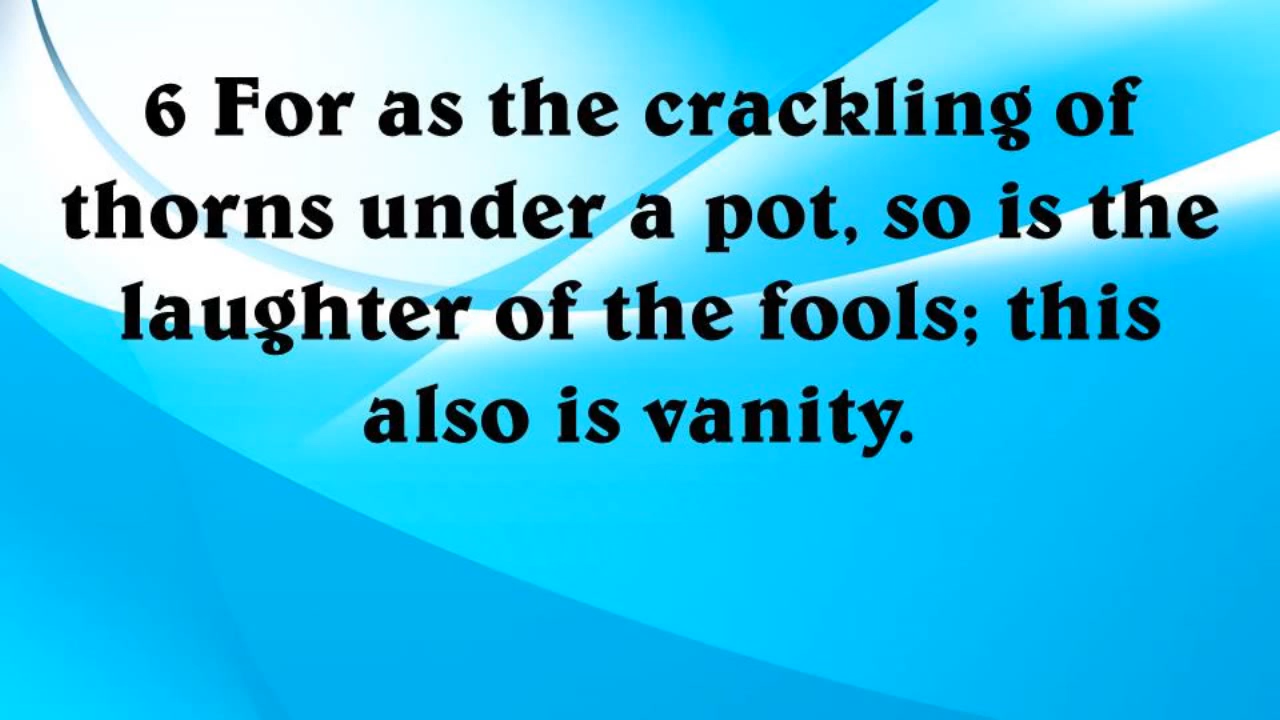 6 For as the crackling of
thorns under a pot, so is the
laughter of the fools; this
also is vanity.